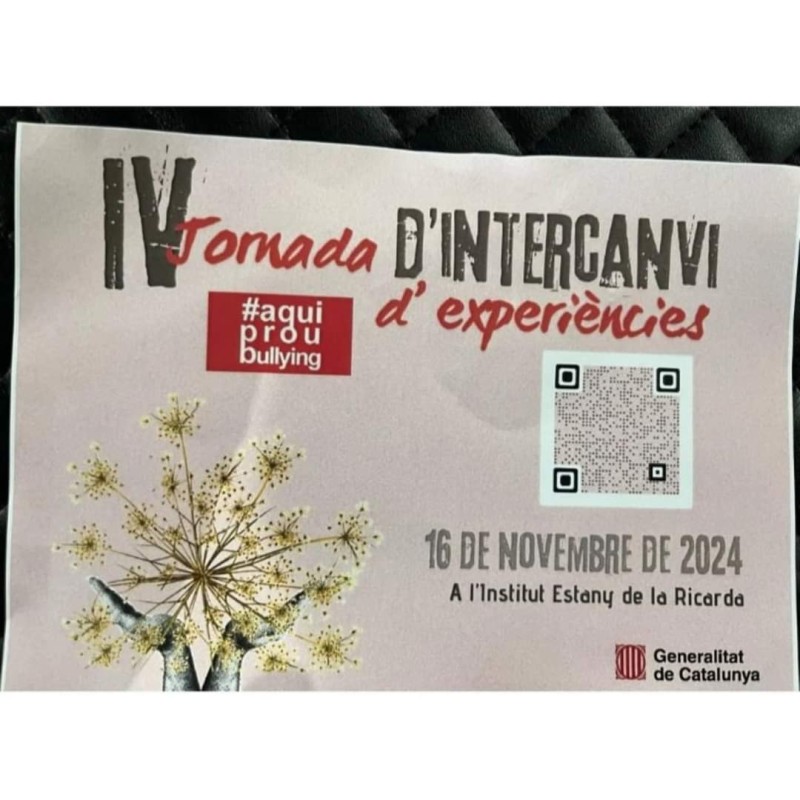 IV Jornada D'INTERCANVI
d'experiències
#aqui
prou
bullying
16 DE NOVEMBRE DE 2024
A l'Institut Estany de la Ricarda
Generalitat
de Catalunya